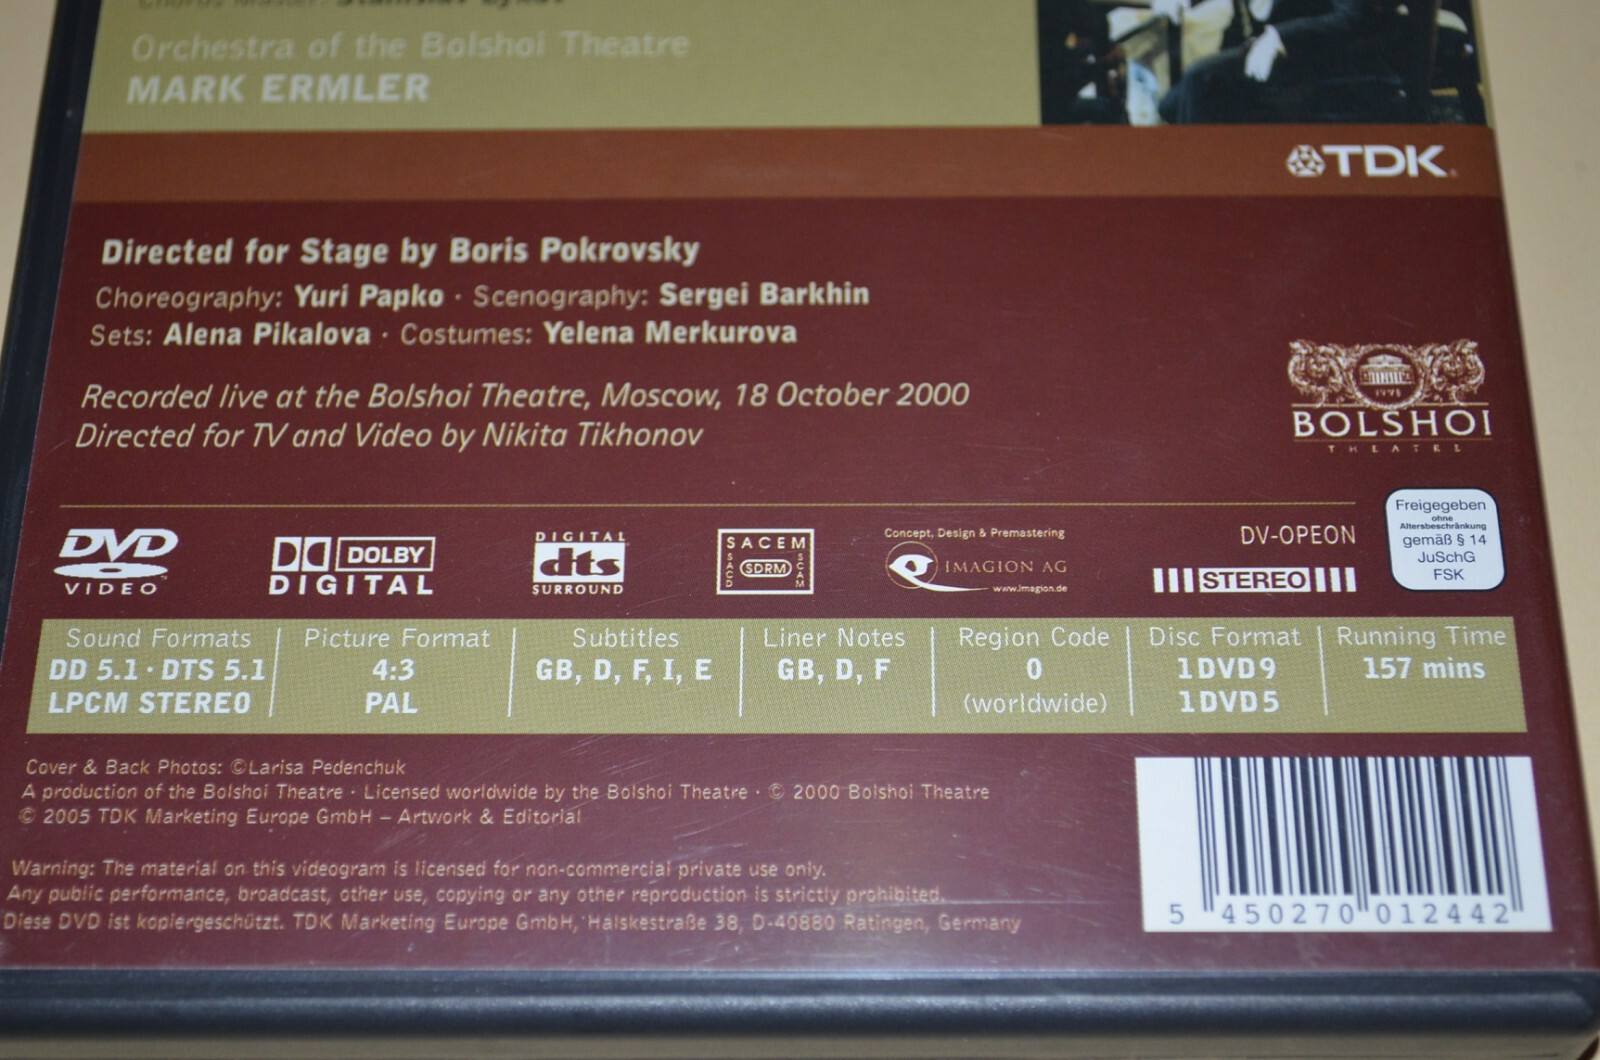 Orchestra of the Bolshoi Theatre
MARK ERMLER
TDK
Directed for Stage by Boris Pokrovsky
Choreography: Yuri Papko · Scenography: Sergei Barkhin
Sets: Alena Pikalova · Costumes: Yelena Merkurova
Recorded live at the Bolshoi Theatre, Moscow, 18 October 2000
Directed for TV and Video by Nikita Tikhonov
BOLSHOI
THEATRE
DVD
VIDEO
DOLBY
DIGITAL
DIGITAL
dts
SURROUND
SACEM
SACD
SDRM
SCAM
Concept, Design & Premastering
IMAGION AG
www.imagion.de
DV-OPEON
STEREO
Freigegeben
ohne
Altersbeschränkung
gemäß § 14
JuSchG
FSK
Sound Formats
DD 5.1 · DTS 5.1
LPCM STEREO
Picture Format
4:3
PAL
Subtitles
GB, D, F, I, E
Liner Notes
GB, D, F
Region Code
0
(worldwide)
Disc Format
1DVD9
1DVD5
Running Time
157 mins
Cover & Back Photos: ©Larisa Pedenchuk
A production of the Bolshoi Theatre · Licensed worldwide by the Bolshoi Theatre · © 2000 Bolshoi Theatre
© 2005 TDK Marketing Europe GmbH – Artwork & Editorial
Warning: The material on this videogram is licensed for non-commercial private use only.
Any public performance, broadcast, other use, copying or any other reproduction is strictly prohibited.
Diese DVD ist kopiergeschützt. TDK Marketing Europe GmbH, Halskestraße 38, D-40880 Ratingen, Germany
5 450270 012442